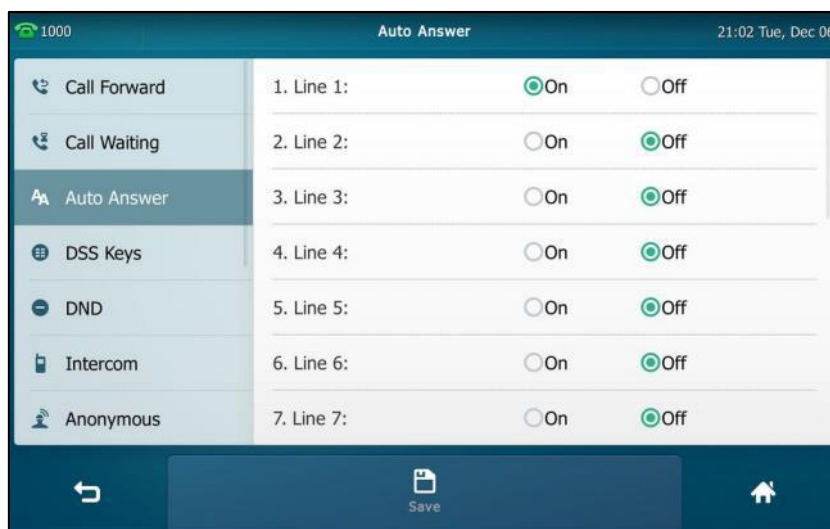 1000 Auto Answer 21:02 Tue, Dec 06
Call Forward
Call Waiting
Auto Answer
DSS Keys
DND
Intercom
Anonymous
1. Line 1: On Off
2. Line 2: On Off
3. Line 3: On Off
4. Line 4: On Off
5. Line 5: On Off
6. Line 6: On Off
7. Line 7: On Off
Save